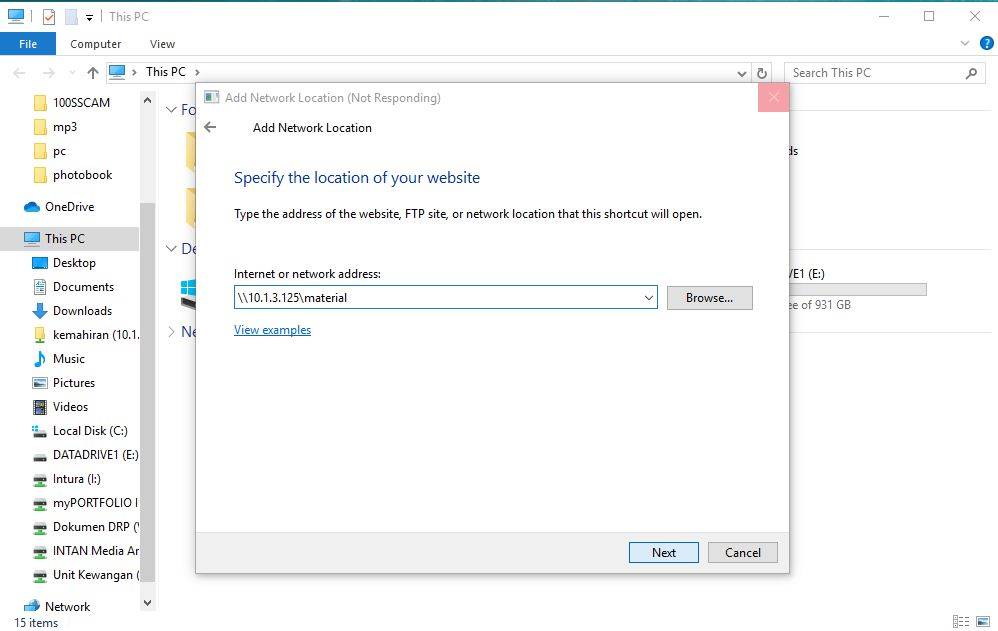 This PC
File Computer View
This PC
Search This PC
100SSCAM
mp3
pc
photobook
OneDrive
This PC
Desktop
Documents
Downloads
kemahiran (10.1.
Music
Pictures
Videos
Local Disk (C:)
DATADRIVE1 (E:)
Intura (I:)
myPORTFOLIO I
Dokumen DRP (\
INTAN Media Ar
Unit Kewangan (
Network
15 items
Fo
De
Ne
Add Network Location (Not Responding)
Add Network Location
Specify the location of your website
Type the address of the website, FTP site, or network location that this shortcut will open.
Internet or network address:
\\10.1.3.125\material
Browse...
View examples
Next Cancel
ds
VE1 (E:)
ee of 931 GB